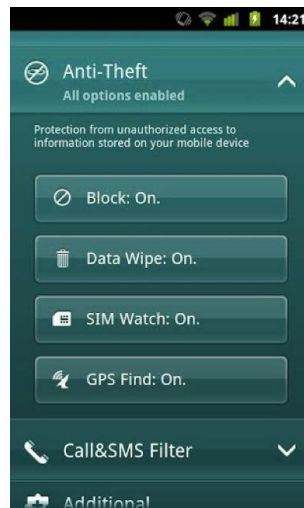 14:21
Anti-Theft
All options enabled
Protection from unauthorized access to
information stored on your mobile device
Block: On.
Data Wipe: On.
SIM Watch: On.
GPS Find: On.
Call&SMS Filter
Additional